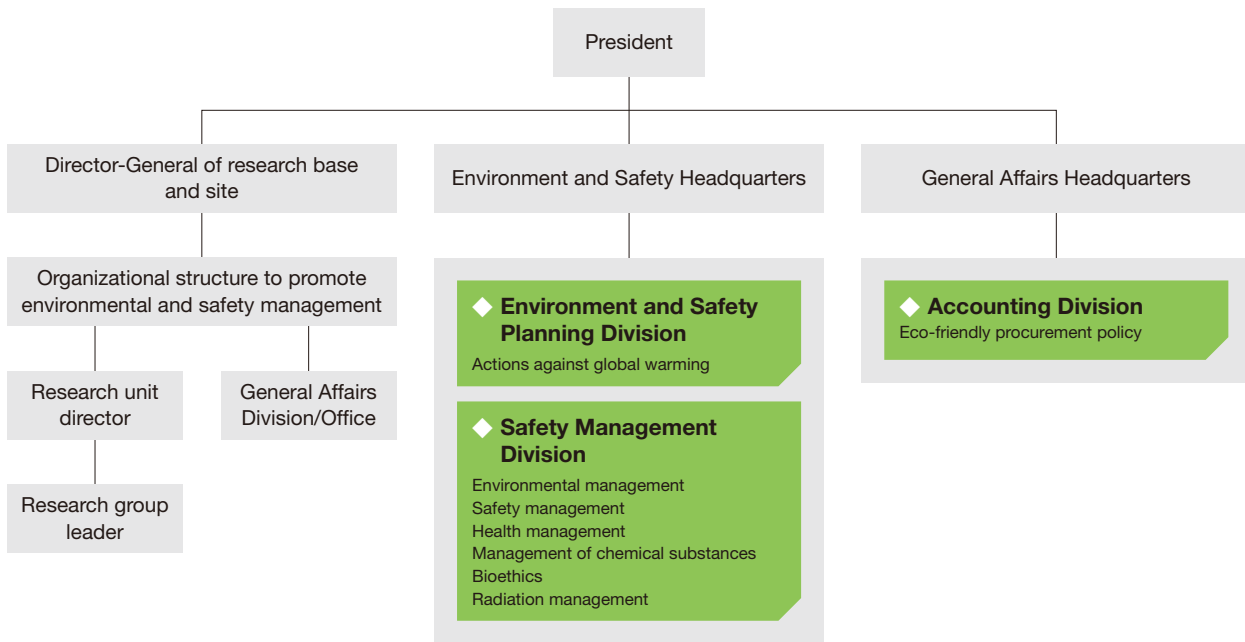 President
Director-General of research base
and site
Environment and Safety Headquarters
General Affairs Headquarters
Organizational structure to promote
environmental and safety management
Research unit
director
General Affairs
Division/Office
Research group
leader
Environment and Safety
Planning Division
Actions against global warming
Safety Management
Division
Environmental management
Safety management
Health management
Management of chemical substances
Bioethics
Radiation management
Accounting Division
Eco-friendly procurement policy